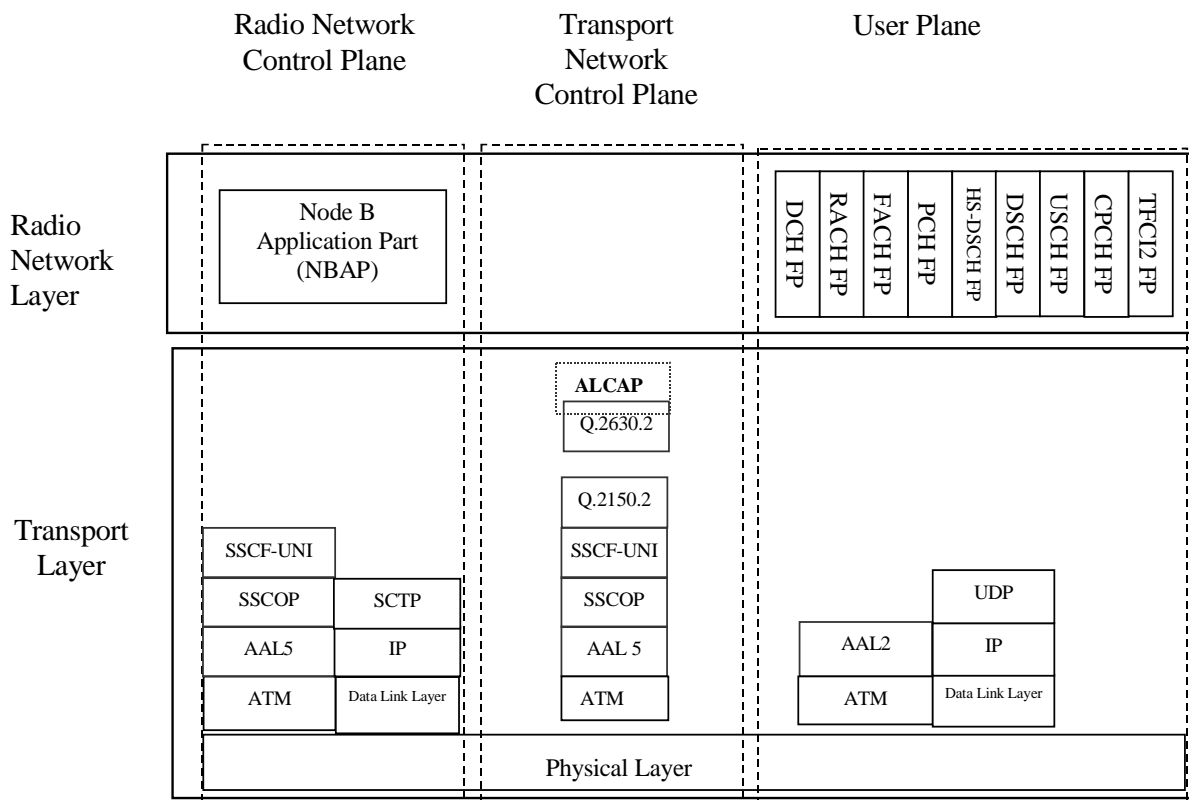 Radio Network
Control Plane
Transport
Network
Control Plane
User Plane
Radio
Network
Layer
Node B
Application Part
(NBAP)
DCH FP
RACH FP
FACH FP
PCH FP
HS-DSCH FP
DSCH FP
USCH FP
CPCH FP
TFCI2 FP
Transport
Layer
ALCAP
Q.2630.2
Q.2150.2
SSCF-UNI
SSCF-UNI
SSCOP
SCTP
SSCOP
UDP
AAL5
IP
AAL 5
AAL2
IP
ATM
Data Link Layer
ATM
ATM
Data Link Layer
Physical Layer